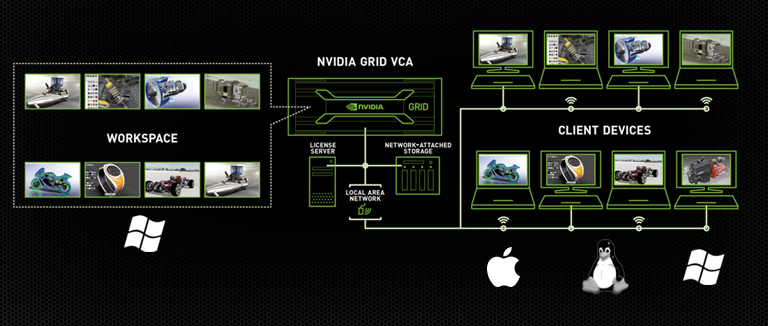 NVIDIA GRID VCA
NVIDIA.
GRID
WORKSPACE
LICENSE
SERVER
NETWORK-ATTACHED
STORAGE
LOCAL AREA
NETWORK
CLIENT DEVICES